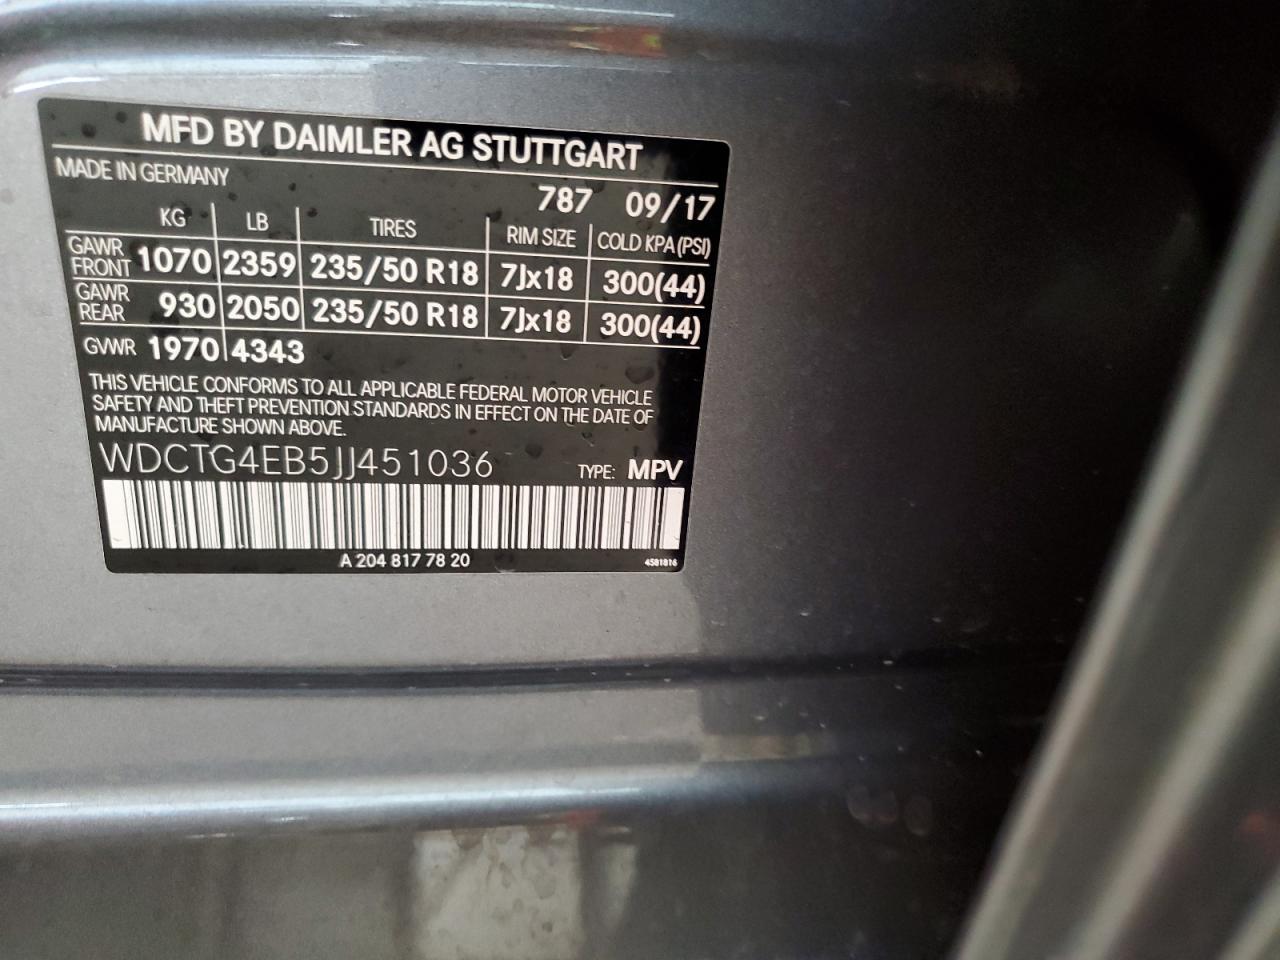 MFD BY DAIMLER AG STUTTGART
MADE IN GERMANY
787 09/17
KG LB TIRES RIM SIZE COLD KPA (PSI)
GAWR FRONT 1070 2359 235/50 R18 7Jx18 300(44)
GAWR REAR 930 2050 235/50 R18 7Jx18 300(44)
GVWR 1970 4343
THIS VEHICLE CONFORMS TO ALL APPLICABLE FEDERAL MOTOR VEHICLE
SAFETY AND THEFT PREVENTION STANDARDS IN EFFECT ON THE DATE OF
MANUFACTURE SHOWN ABOVE.
WDCTG4EB5JJ451036 TYPE: MPV
A 204 817 78 20 4581816